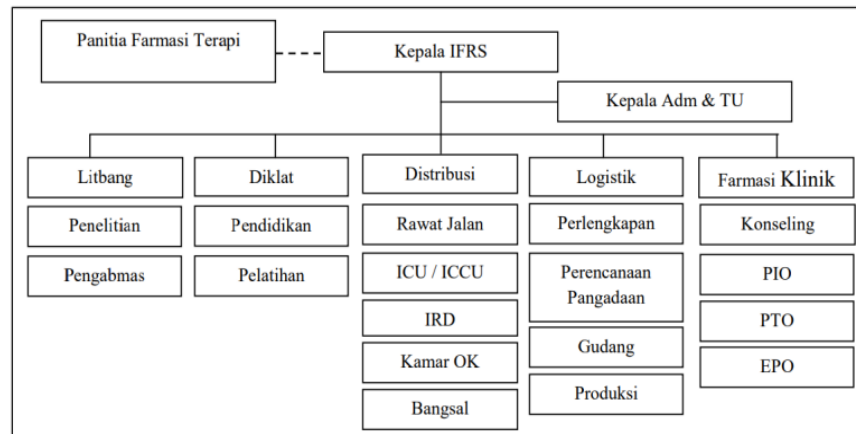 Panitia Farmasi Terapi
Kepala IFRS
Kepala Adm & TU
Litbang
Diklat
Distribusi
Logistik
Farmasi Klinik
Penelitian
Pendidikan
Rawat Jalan
Perlengkapan
Konseling
Pengabmas
Pelatihan
ICU / ICCU
Perencanaan
Pangadaan
PIO
IRD
PTO
Kamar OK
Gudang
EPO
Bangsal
Produksi